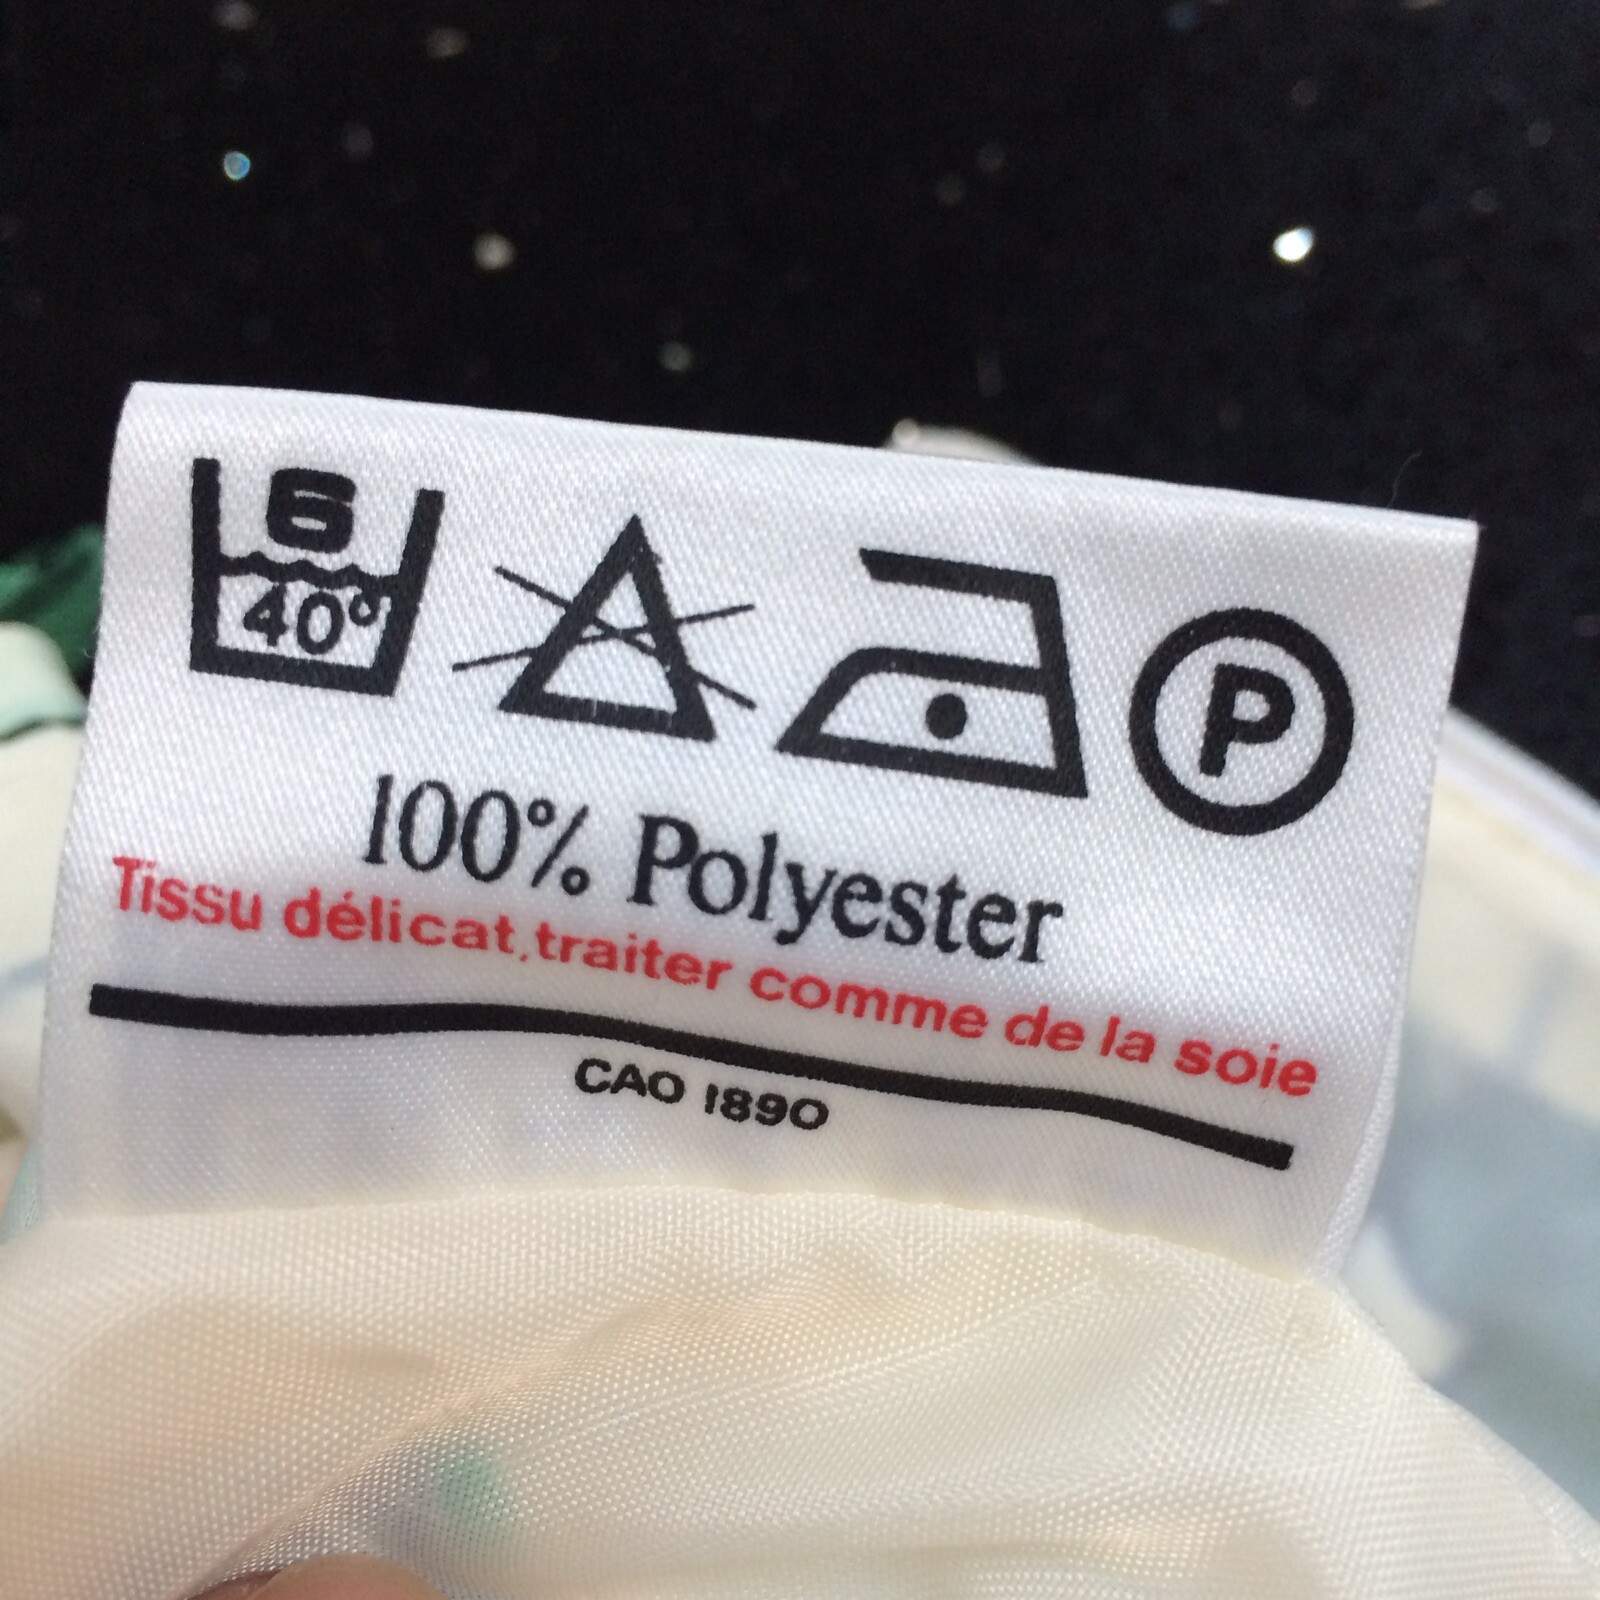 6
40°
P
100% Polyester
Tissu délicat,traiter comme de la soie
CAO 1890